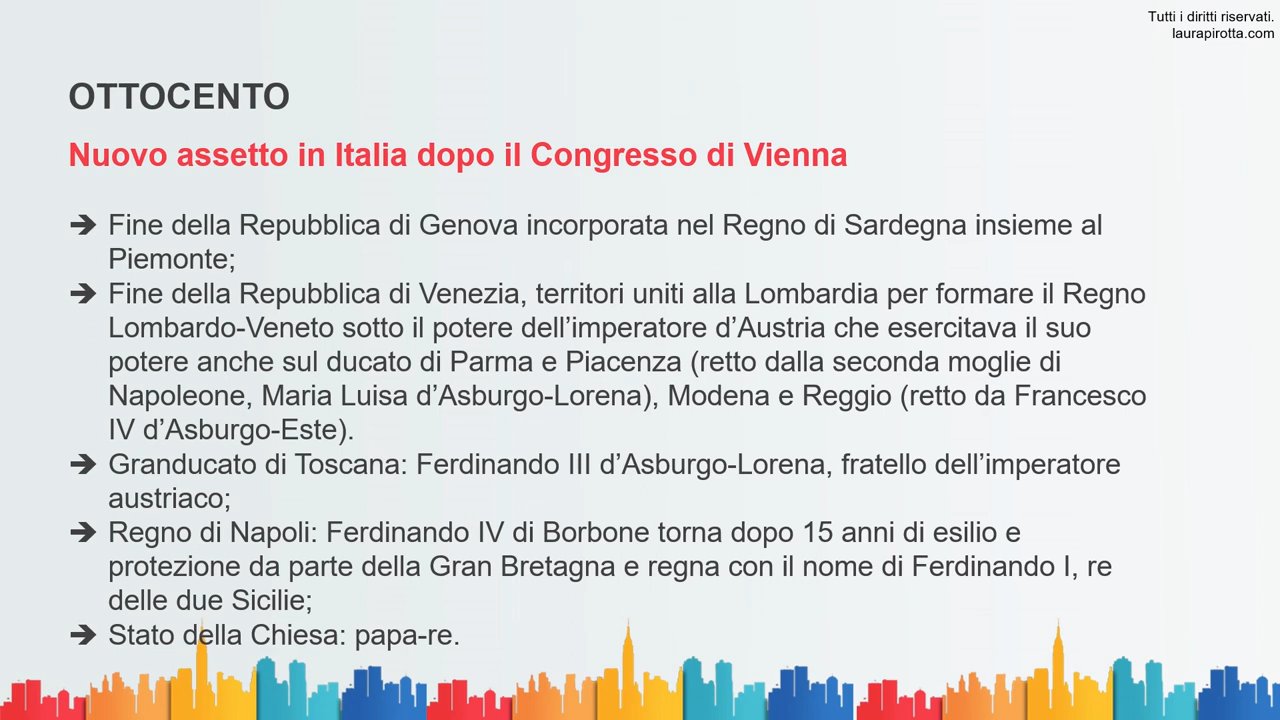 Tutti i diritti riservati.
laurapirotta.com
OTTOCENTO
Nuovo assetto in Italia dopo il Congresso di Vienna
➔ Fine della Repubblica di Genova incorporata nel Regno di Sardegna insieme al
Piemonte;
➔ Fine della Repubblica di Venezia, territori uniti alla Lombardia per formare il Regno
Lombardo-Veneto sotto il potere dell’imperatore d’Austria che esercitava il suo
potere anche sul ducato di Parma e Piacenza (retto dalla seconda moglie di
Napoleone, Maria Luisa d’Asburgo-Lorena), Modena e Reggio (retto da Francesco
IV d’Asburgo-Este).
➔ Granducato di Toscana: Ferdinando III d’Asburgo-Lorena, fratello dell’imperatore
austriaco;
➔ Regno di Napoli: Ferdinando IV di Borbone torna dopo 15 anni di esilio e
protezione da parte della Gran Bretagna e regna con il nome di Ferdinando I, re
delle due Sicilie;
➔ Stato della Chiesa: papa-re.